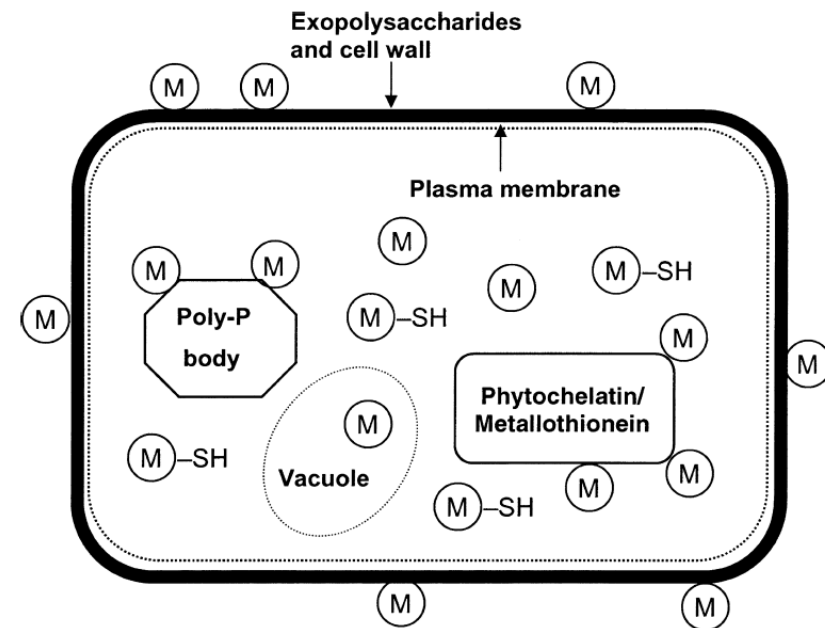 Exopolysaccharides
and cell wall
M
M
M
Plasma membrane
M
M
M
M
M–SH
M
M–SH
M
Poly-P
body
M
M
Phytochelatin/
Metallothionein
M
M–SH
Vacuole
M
M
M–SH
M
M